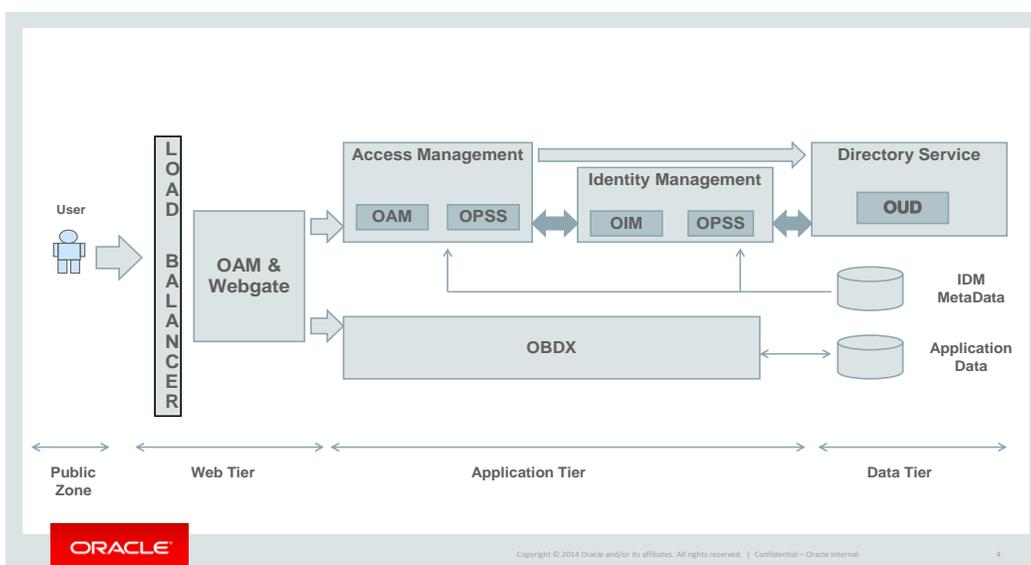 User
LOAD BALANCER
OAM &
Webgate
Access Management
OAM
OPSS
Identity Management
OIM
OPSS
Directory Service
OUD
IDM
MetaData
OBDX
Application
Data
Public
Zone
Web Tier
Application Tier
Data Tier
ORACLE®
Copyright © 2014 Oracle and/or its affiliates. All rights reserved. | Confidential – Oracle Internal
4